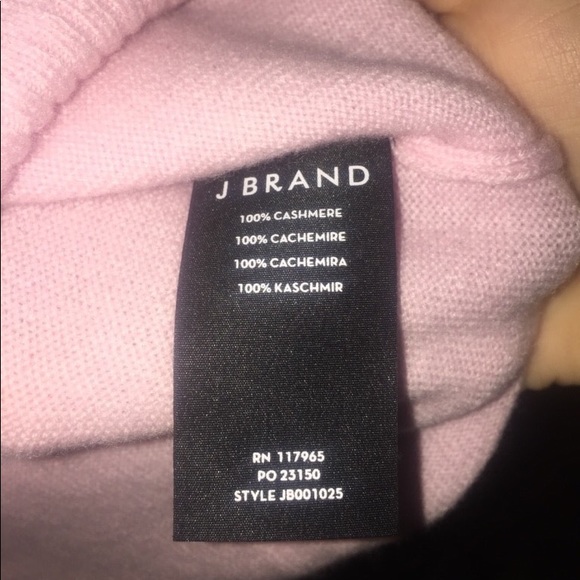 J BRAND
100% CASHMERE
100% CACHEMIRE
100% CACHEMIRA
100% KASCHMIR
RN 117965
PO 23150
STYLE JB001025